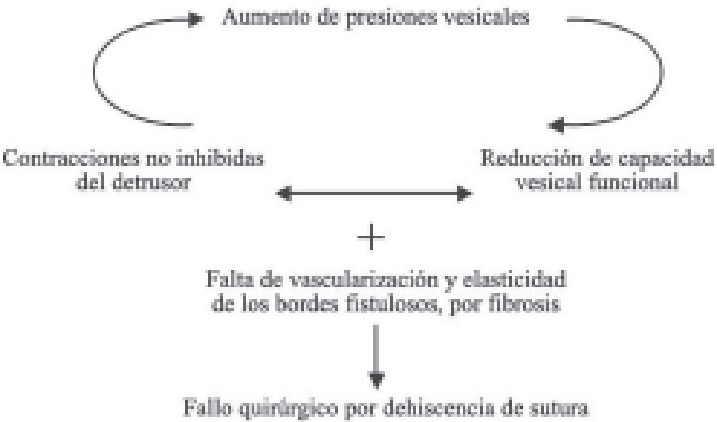 Aumento de presiones vesicales
Contracciones no inhibidas
del detrusor
Reducción de capacidad
vesical funcional
+
Falta de vascularización y elasticidad
de los bordes fistulosos, por fibrosis
Fallo quirúrgico por dehiscencia de sutura